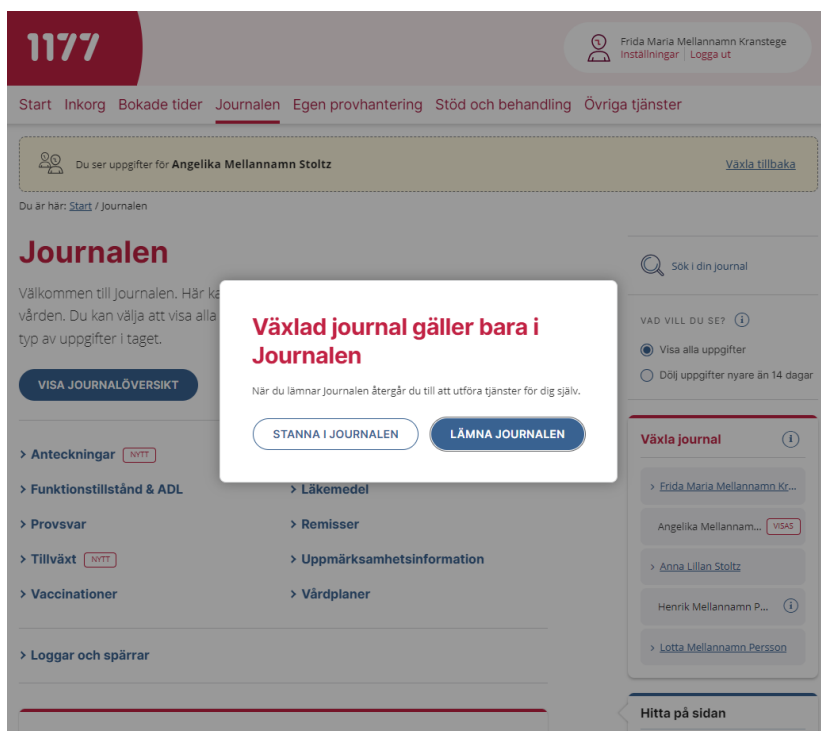 1177
Frida Maria Mellannamn Kranstege
Inställningar | Logga ut
Start Inkorg Bokade tider Journalen Egen provhantering Stöd och behandling Övriga tjänster
Du ser uppgifter för Angelika Mellannamn Stoltz
Växla tillbaka
Du är här: Start / Journalen
Journalen
Välkommen till Journalen. Här ka
vården. Du kan välja att visa alla
typ av uppgifter i taget.
VISA JOURNALÖVERSIKT
Växlad journal gäller bara i
Journalen
När du lämnar Journalen återgår du till att utföra tjänster för dig själv.
STANNA I JOURNALEN
LÄMNA JOURNALEN
> Anteckningar NYTT
> Funktionstillstånd & ADL
> Läkemedel
> Provsvar
> Remisser
> Tillväxt NYTT
> Uppmärksamhetsinformation
> Vaccinationer
> Vårdplaner
> Loggar och spärrar
Sök i din journal
VAD VILL DU SE? i
Visa alla uppgifter
Dölj uppgifter nyare än 14 dagar
Växla journal i
> Frida Maria Mellannamn Kr...
Angelika Mellannam... VISAS
> Anna Lillan Stoltz
Henrik Mellannamn P... i
> Lotta Mellannamn Persson
Hitta på sidan